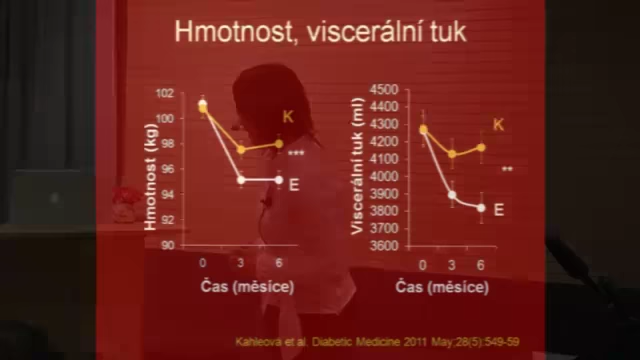 Hmotnost, viscerální tuk
102
100
98
96
94
92
90
Hmotnost (kg)
K
***
E
0 3 6
Čas (měsíce)
4500
4400
4300
4200
4100
4000
3900
3800
3700
3600
Viscerální tuk (ml)
K
**
E
0 3 6
Čas (měsíce)
Kahleová et al. Diabetic Medicine 2011 May;28(5):549-59